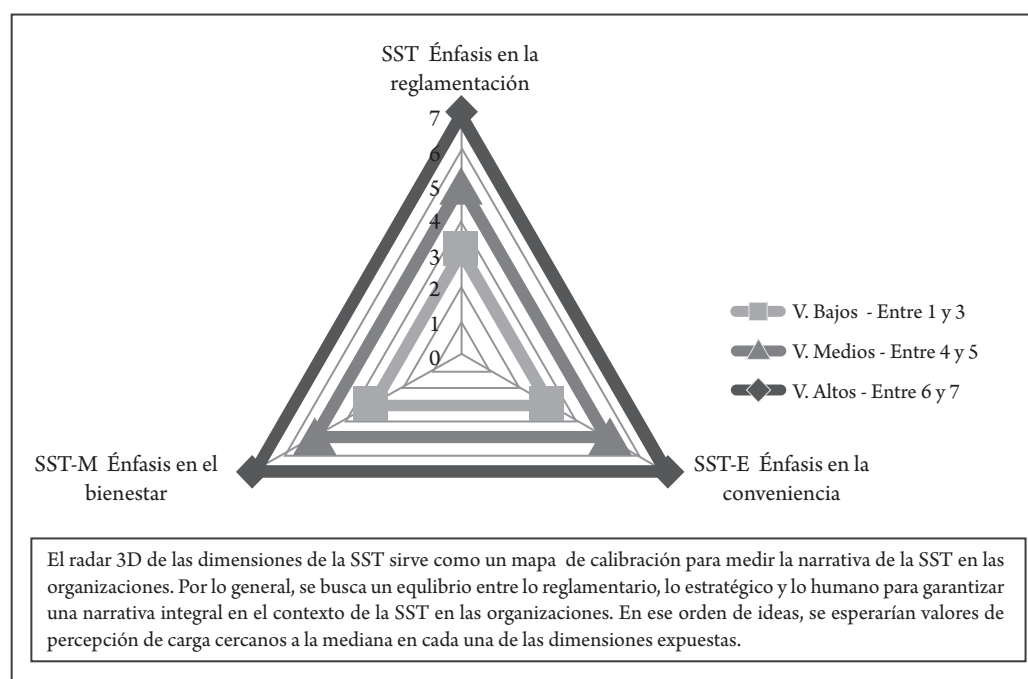 SST Énfasis en la
reglamentación
7
6
5
4
3
2
1
0
V. Bajos - Entre 1 y 3
V. Medios - Entre 4 y 5
V. Altos - Entre 6 y 7
SST-M Énfasis en el
bienestar
SST-E Énfasis en la
conveniencia
El radar 3D de las dimensiones de la SST sirve como un mapa de calibración para medir la narrativa de la SST en las
organizaciones. Por lo general, se busca un equlibrio entre lo reglamentario, lo estratégico y lo humano para garantizar
una narrativa integral en el contexto de la SST en las organizaciones. En ese orden de ideas, se esperarían valores de
percepción de carga cercanos a la mediana en cada una de las dimensiones expuestas.